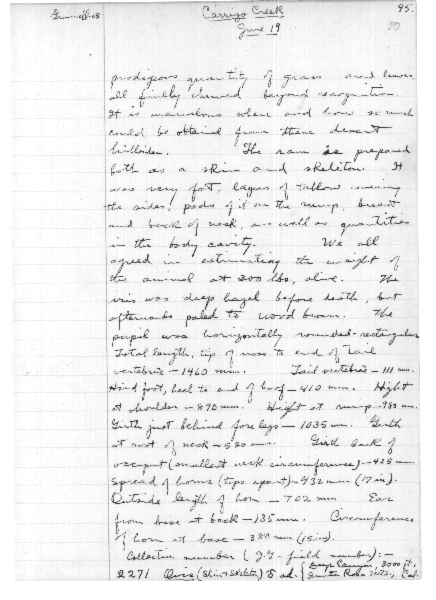 Grinnell-08
Carrizo Creek
June 19
95.
90
prodigious quantity of grass and leaves
all finely chewed beyond recognition.
It is marvelous where and how so much
could be obtained from these desert
hillsides. The ram is prepared
both as a skin and skeleton. It
was very fat, layers of tallow covering
the sides, pads of it on the rump, breast
and back of neck, as well as quantities
in the body cavity. We all
agreed in estimating the weight of
the animal at 200 lbs, alive. The
iris was deep hazel before death, but
afterwards paled to wood brown. The
pupil was horizontally rounded-rectangular
Total length, tip of nose to end of tail
vertebrae - 1460 mm. Tail vertebrae - 111 mm.
Hind foot, heel to end of hoof - 410 mm. Hight
at shoulder - 890 mm. Height at rump - 980 mm.
Girth just behind fore legs - 1035 mm. Girth
at root of neck - 580 mm. Girth back of
occiput (smallest neck circumference) - 425 mm.
Spread of horns (tips apart) - 432 mm (17 in).
Outside length of horn - 702 mm Ear
from base at back - 135 mm. Circumference
of horn at base - 380 mm (15 in).
Collection number (J.G. field number):-
2271 Ovis (Skin & Skeleton) ♂ ad. { Deep Canyon, 3000 ft,
Santa Rosa Mts, Cal.